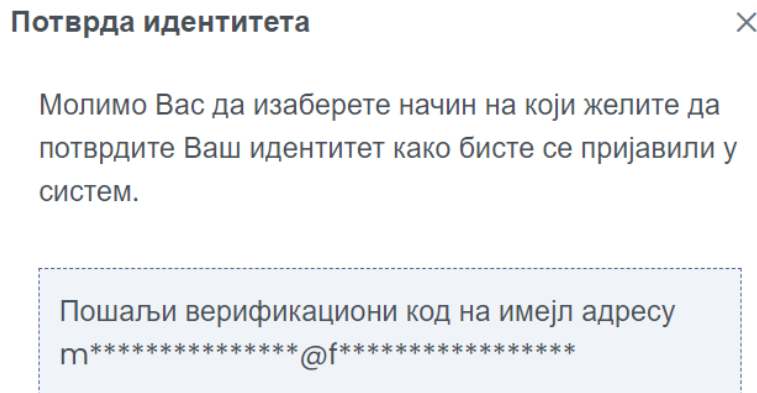 Потврда идентитета
Молимо Вас да изаберете начин на који желите да
потврдите Ваш идентитет како бисте се пријавили у
систем.
Пошаљи верификациони код на имејл адресу
m***************@f*****************